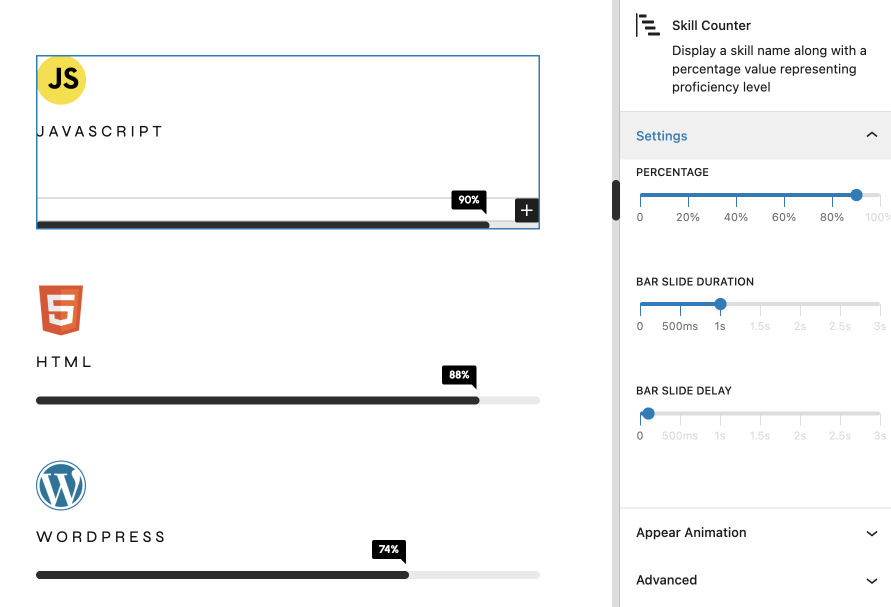 JS
JAVASCRIPT
90%
HTML
88%
WORDPRESS
74%
Skill Counter
Display a skill name along with a
percentage value representing
proficiency level
Settings
PERCENTAGE
0 20% 40% 60% 80% 100%
BAR SLIDE DURATION
0 500ms 1s 1.5s 2s 2.5s 3s
BAR SLIDE DELAY
0 500ms 1s 1.5s 2s 2.5s 3s
Appear Animation
Advanced